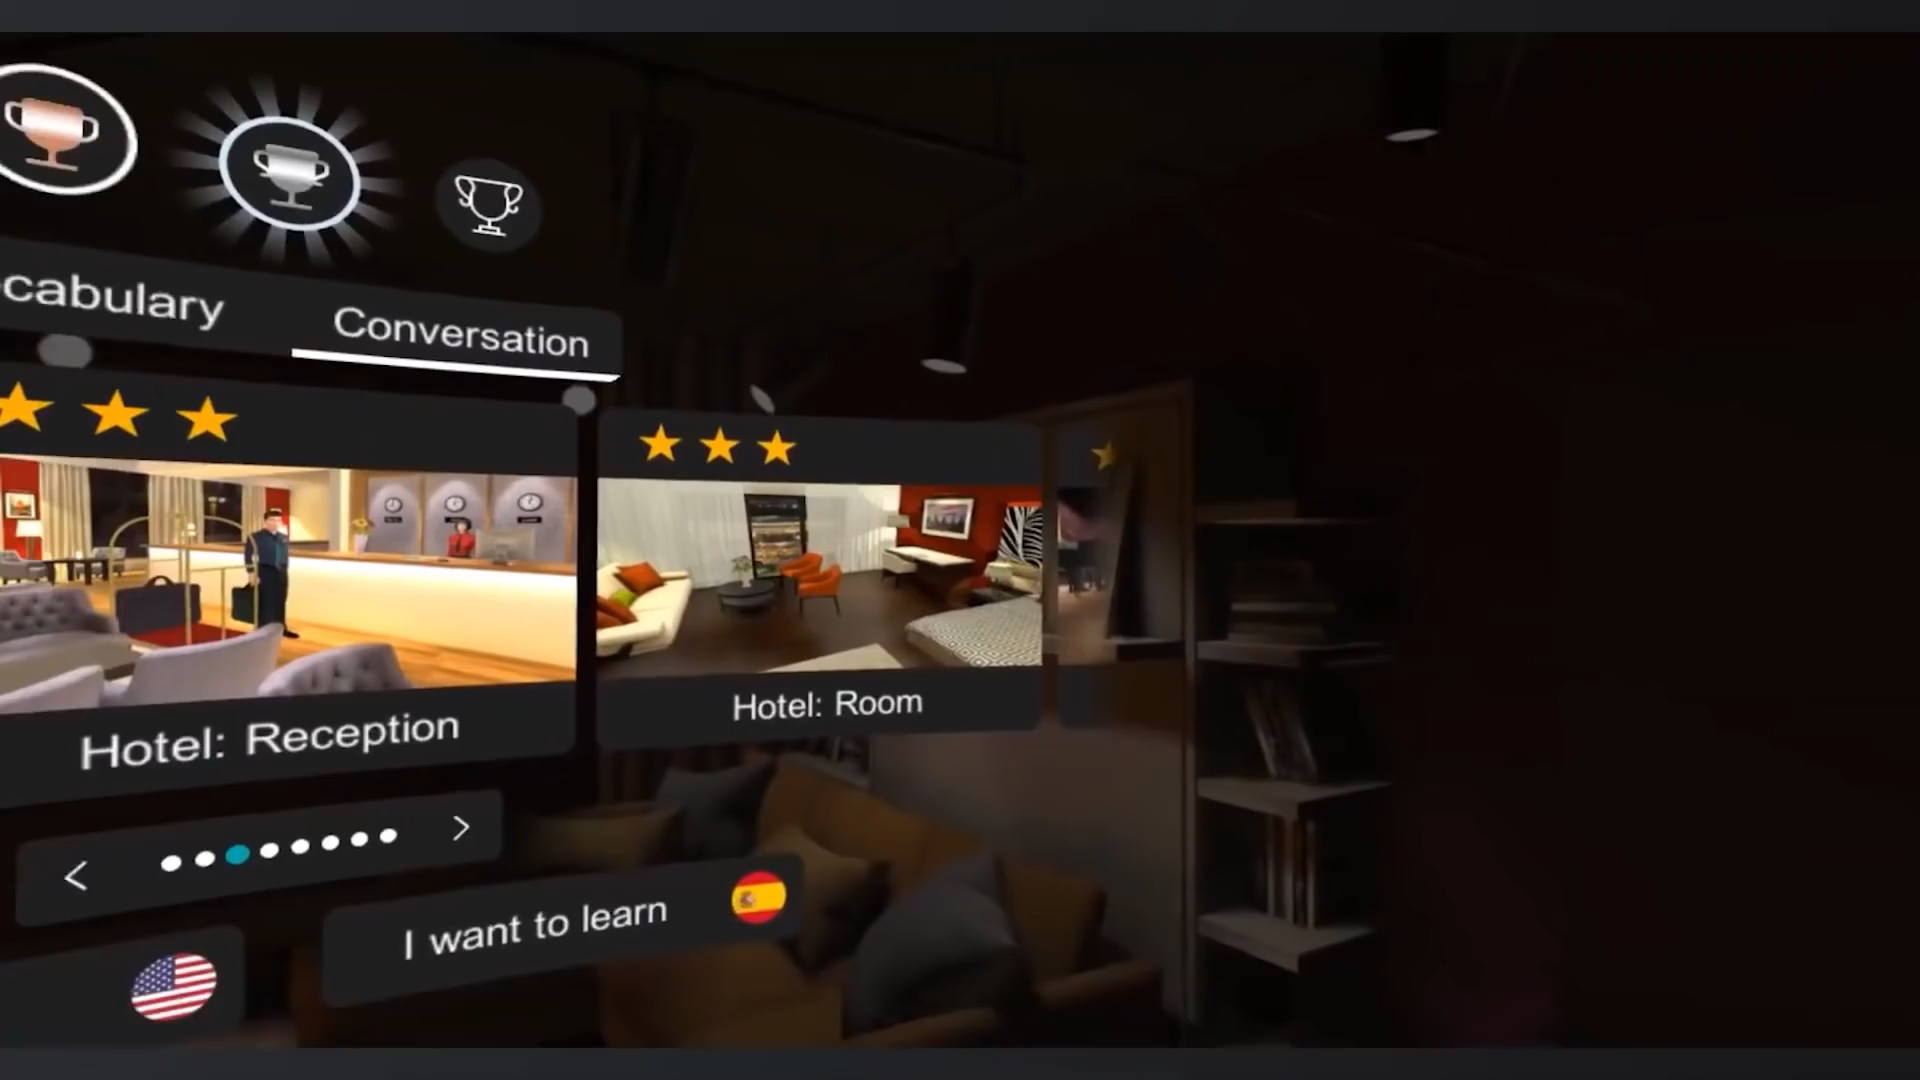 cabulary
Conversation
Hotel: Reception
Hotel: Room
I want to learn